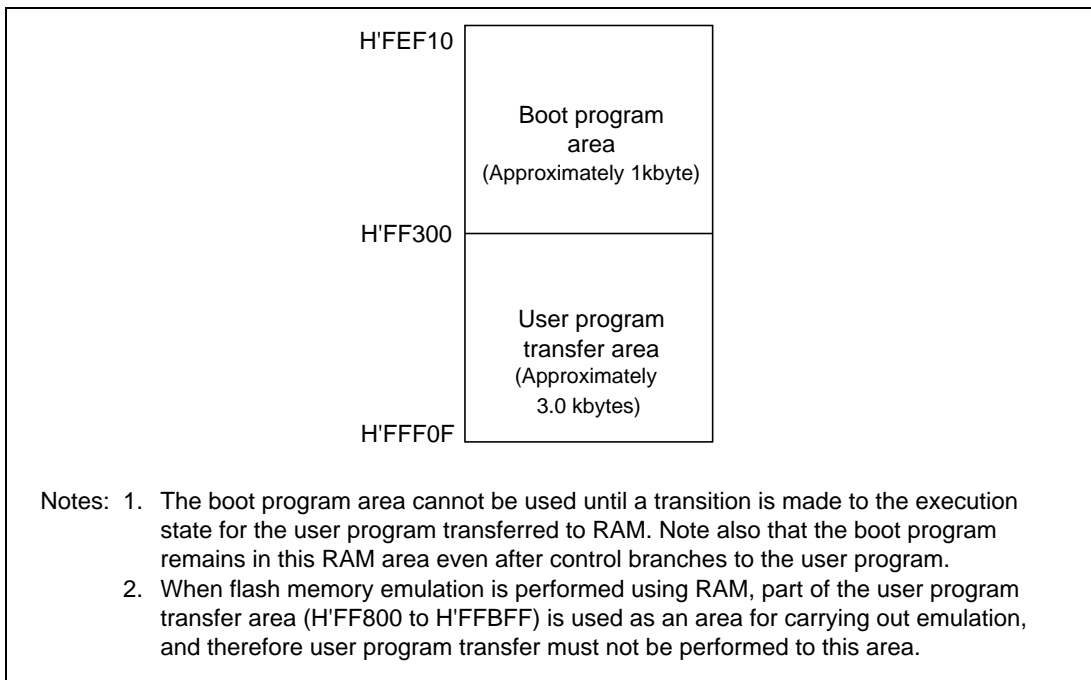 H'FEF10
Boot program
area
(Approximately 1kbyte)
H'FF300
User program
transfer area
(Approximately
3.0 kbytes)
H'FFF0F
Notes: 1. The boot program area cannot be used until a transition is made to the execution
state for the user program transferred to RAM. Note also that the boot program
remains in this RAM area even after control branches to the user program.
2. When flash memory emulation is performed using RAM, part of the user program
transfer area (H'FF800 to H'FFBFF) is used as an area for carrying out emulation,
and therefore user program transfer must not be performed to this area.